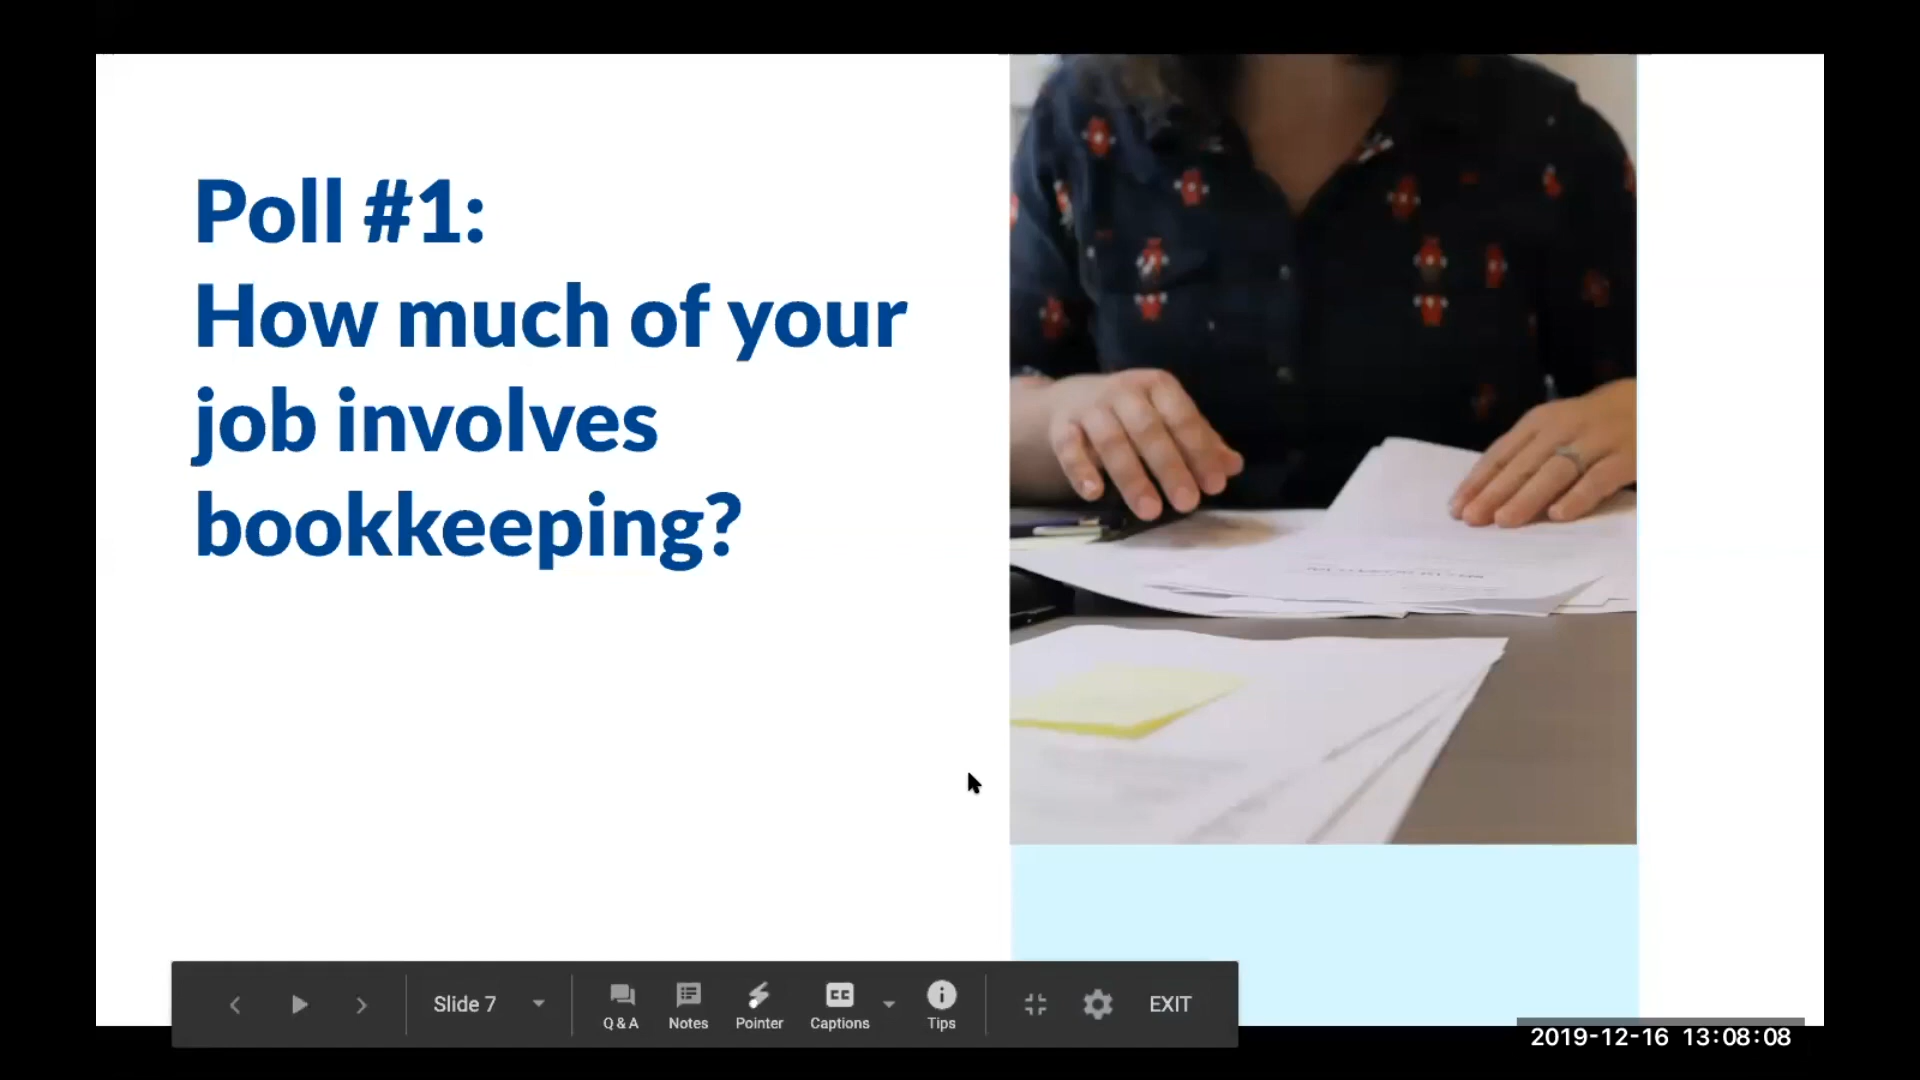 Poll #1:
How much of your
job involves
bookkeeping?
Slide 7
Q & A
Notes
Pointer
CC
Captions
Tips
EXIT
2019-12-16 13:08:08